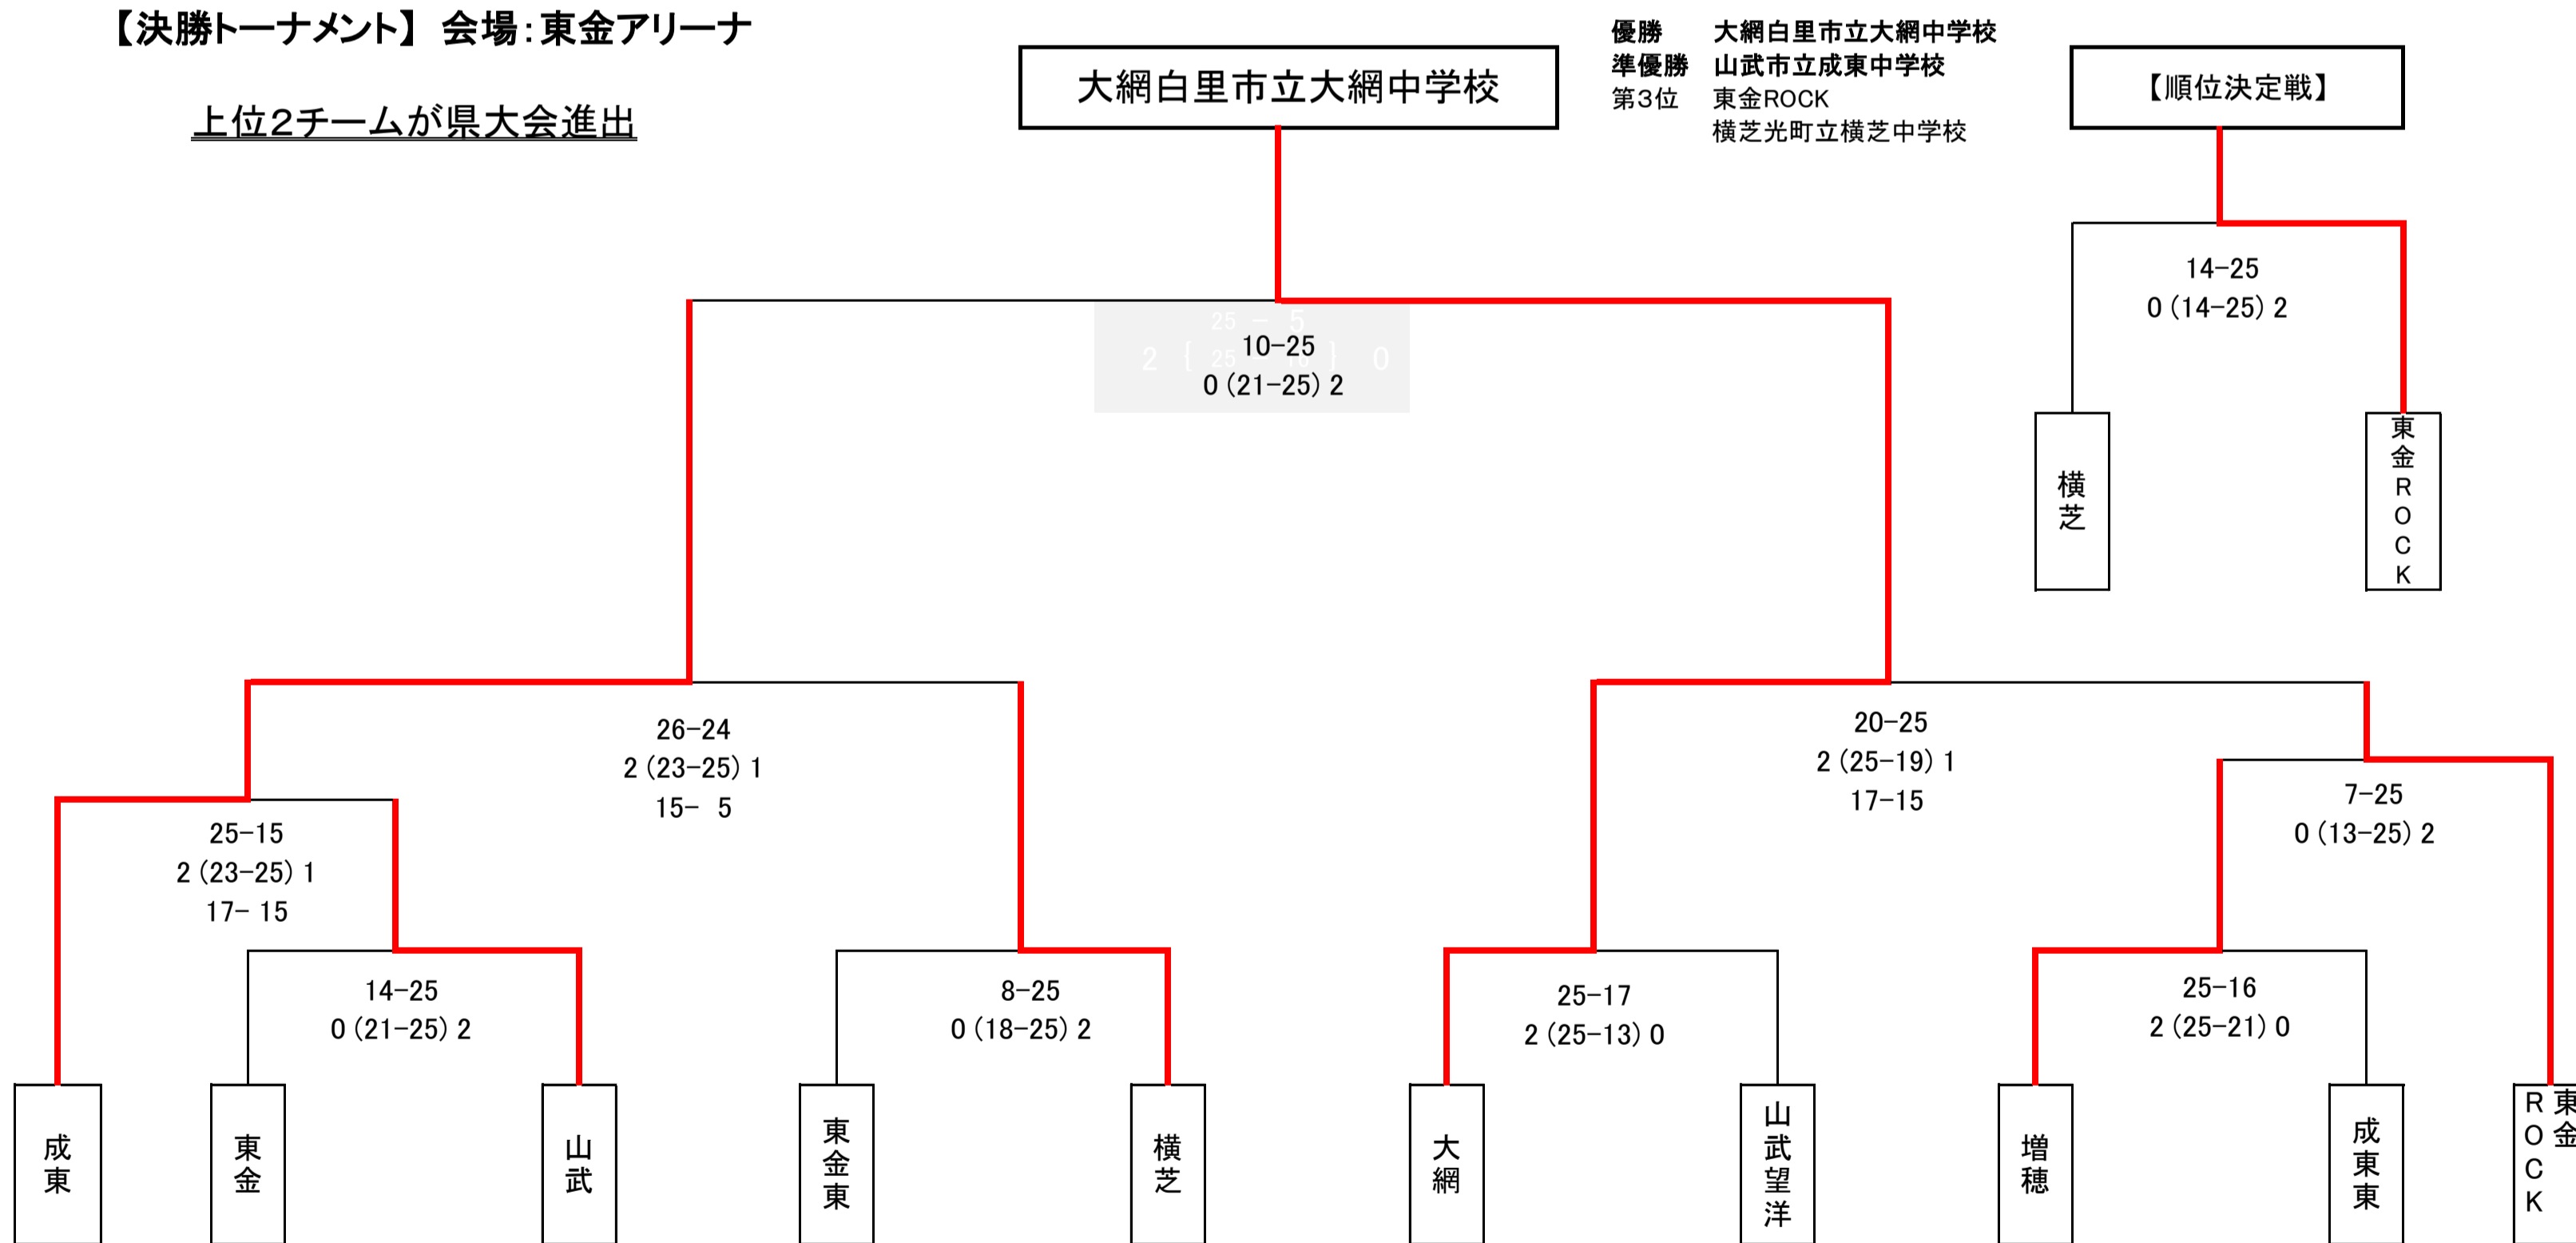 【決勝トーナメント】 会場：東金アリーナ
上位２チームが県大会進出
大網白里市立大網中学校
優勝 大網白里市立大網中学校
準優勝 山武市立成東中学校
第３位 東金ROCK
横芝光町立横芝中学校
【順位決定戦】
14-25
0（14-25）2
横芝
東金ROCK
25 - 5
10-25
2 { 25 } 0
0（21-25）2
26-24
2（23-25）1
15- 5
20-25
2（25-19）1
17-15
25-15
2（23-25）1
17- 15
7-25
0（13-25）2
14-25
0（21-25）2
8-25
0（18-25）2
25-17
2（25-13）0
25-16
2（25-21）0
成東
東金
山武
東金東
横芝
大網
山武望洋
増穂
成東東
東金ROCK